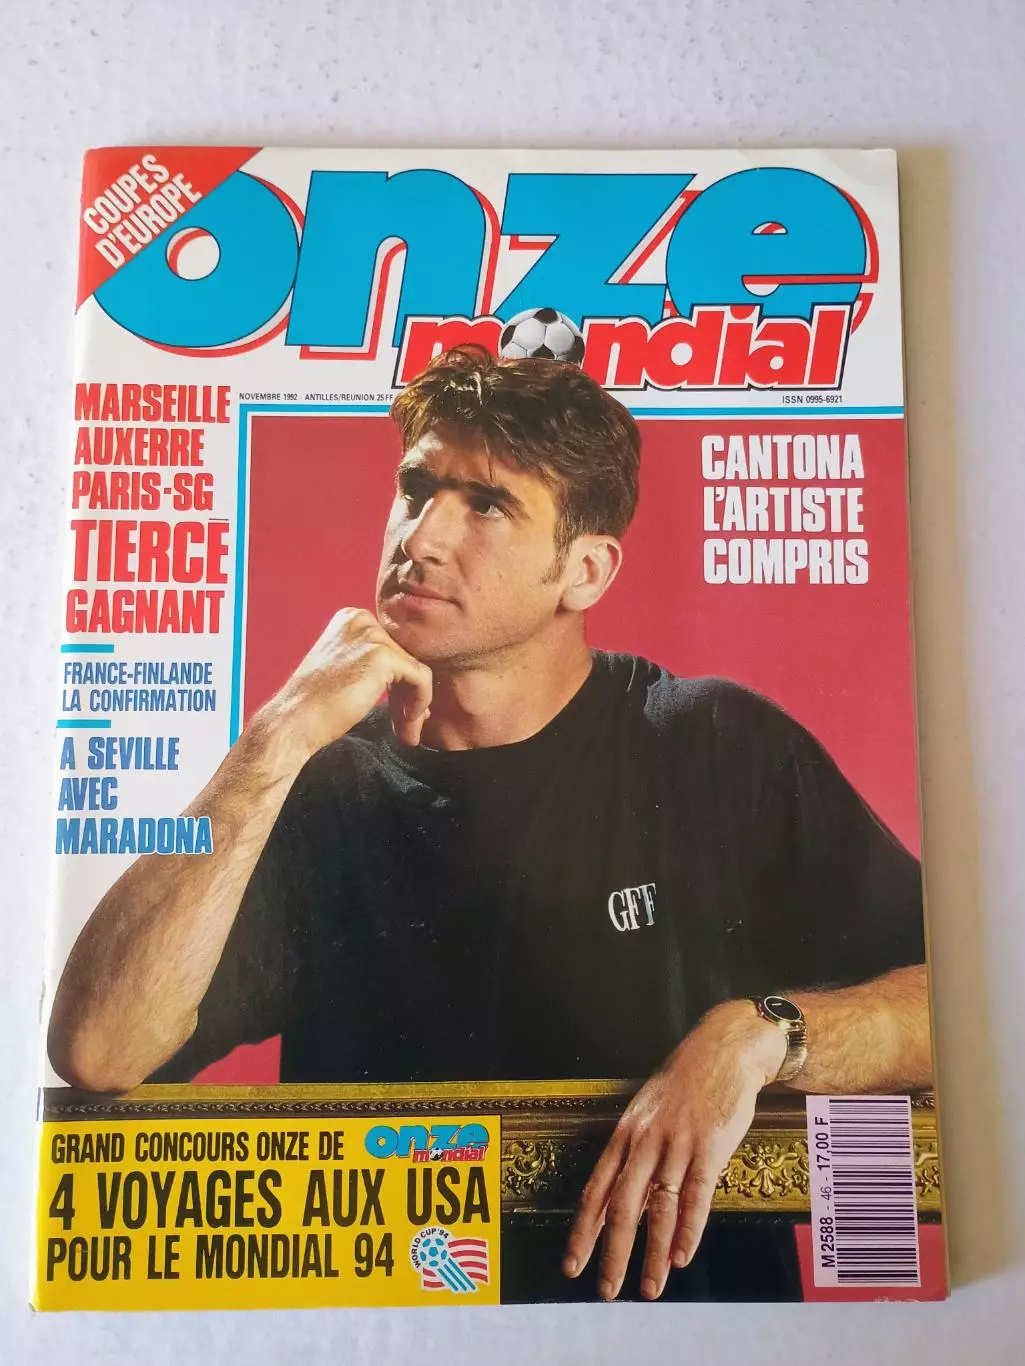 COUPES
D'EUROPE
onze
mondial
NOVEMBRE 1992 - ANTILLES/REUNION 25 FF
ISSN 0995-6921
MARSEILLE
AUXERRE
PARIS-SG
TIERCÉ
GAGNANT
FRANCE-FINLANDE
LA CONFIRMATION
A SEVILLE
AVEC
MARADONA
CANTONA
L'ARTISTE
COMPRIS
GFF
GRAND CONCOURS ONZE DE onze mondial
4 VOYAGES AUX USA
POUR LE MONDIAL 94
WORLD CUP '94
M 2588 - 46 - 17,00 F